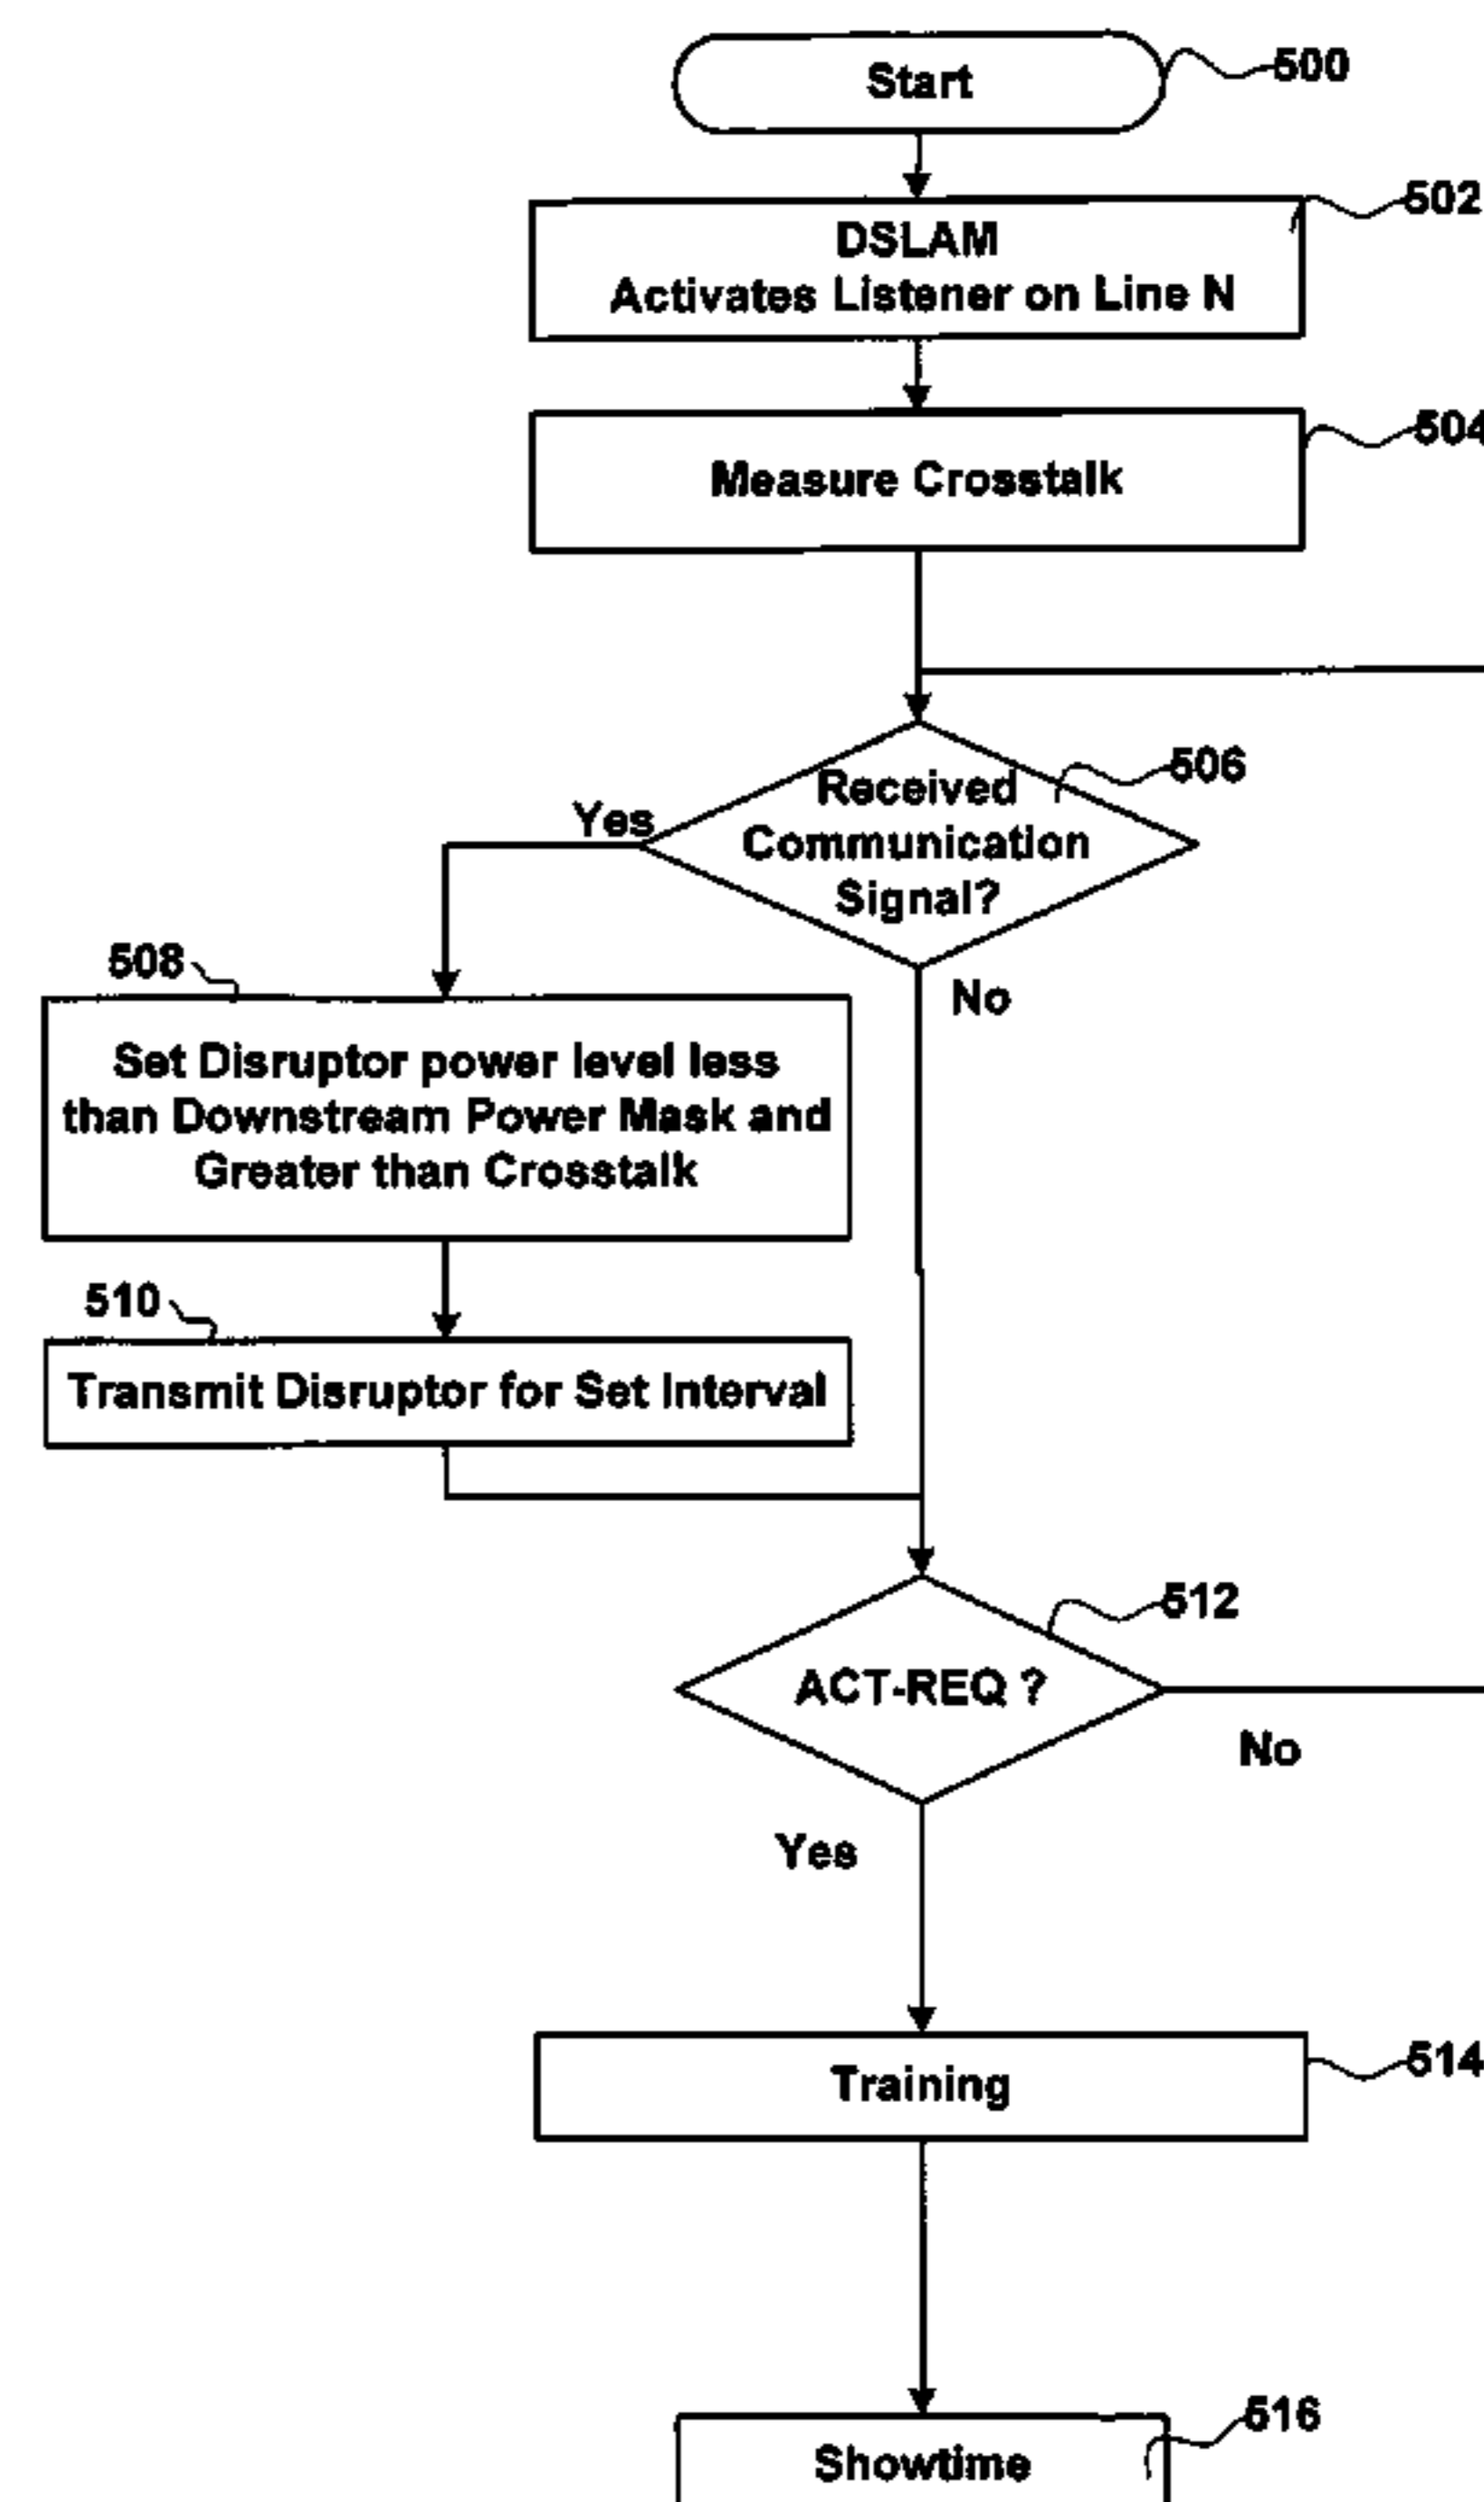 Start
500
502
DSLAM
Activates Listener on Line N
504
Measure Crosstalk
506
Received
Communication
Signal?
Yes
No
508
Set Disruptor power level less
than Downstream Power Mask and
Greater than Crosstalk
510
Transmit Disruptor for Set Interval
512
ACT-REQ ?
No
Yes
514
Training
516
Showtime